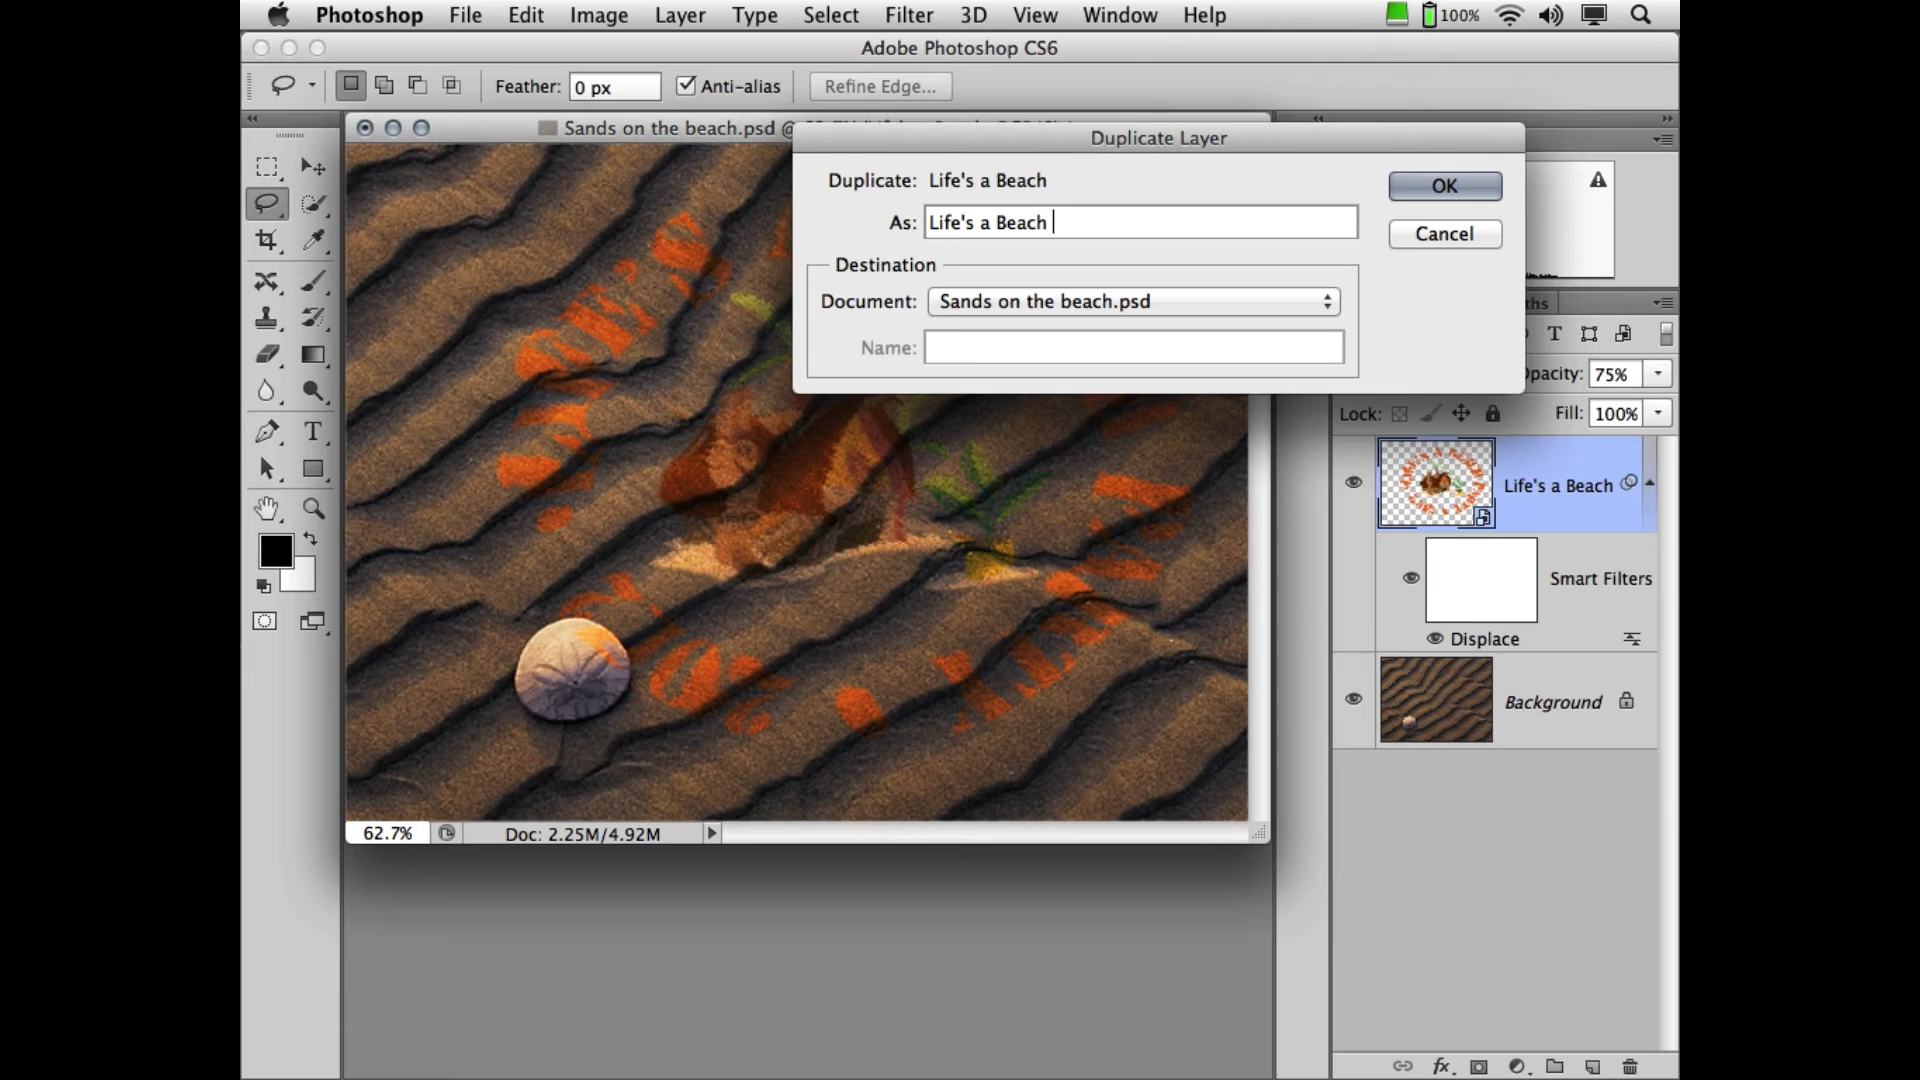 Photoshop File Edit Image Layer Type Select Filter 3D View Window Help 100%
Adobe Photoshop CS6
Feather: 0 px Anti-alias Refine Edge...
Sands on the beach.psd @
Duplicate Layer
Duplicate: Life's a Beach
OK
As: Life's a Beach
Cancel
Destination
Document: Sands on the beach.psd
Name:
Opacity: 75%
Lock: Fill: 100%
Life's a Beach
Smart Filters
Displace
Background
62.7% Doc: 2.25M/4.92M